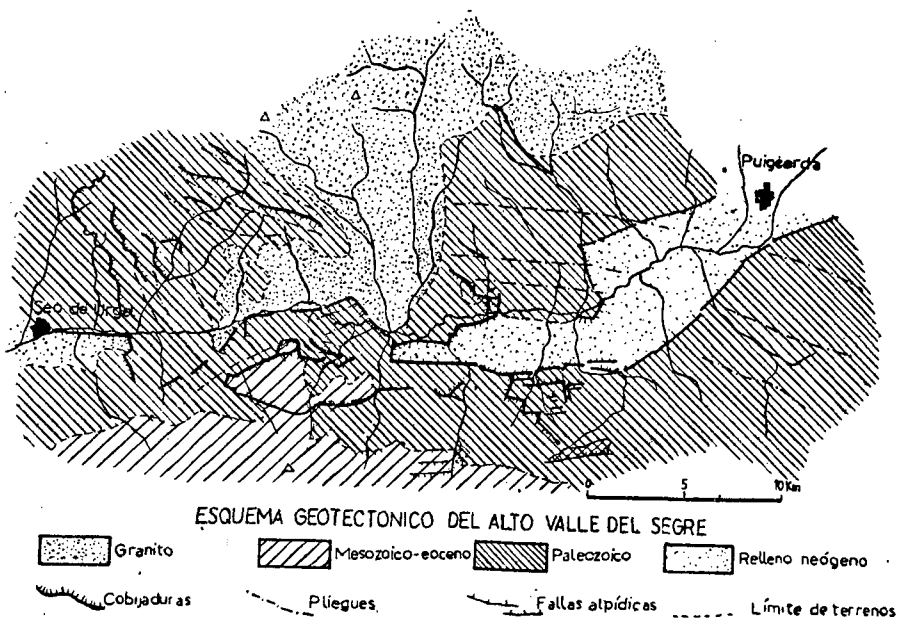 Puigcerda
Seo de Urgel
0 5 10 Km
ESQUEMA GEOTECTONICO DEL ALTO VALLE DEL SEGRE
Granito Mesozoico-eoceno Paleozoico Relleno neógeno
Cobijaduras Pliegues Fallas alpídicas Límite de terrenos